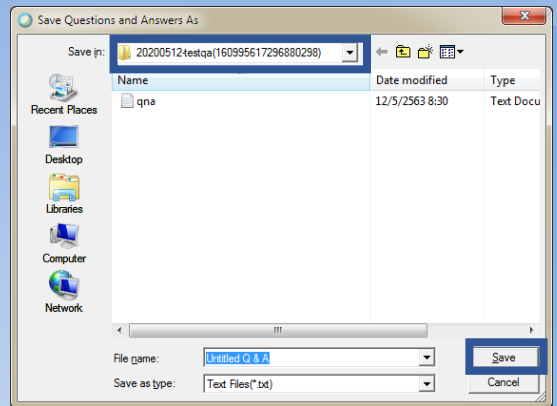 Save Questions and Answers As
Save in:
20200512-testqa(160995617296880298)
Name
Date modified
Type
qna
12/5/2563 8:30
Text Docu
Recent Places
Desktop
Libraries
Computer
Network
File name:
Untitled Q & A
Save
Save as type:
Text Files(*.txt)
Cancel